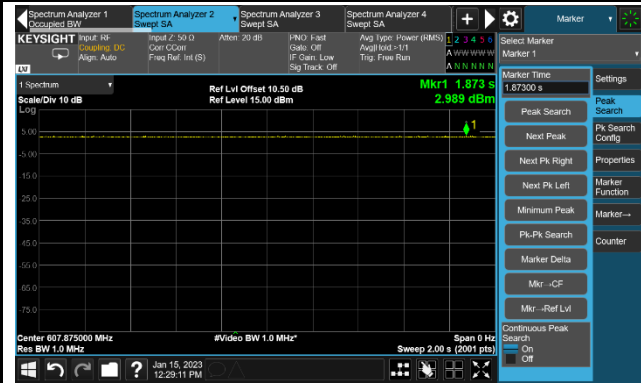 Spectrum Analyzer 1
Occupied BW
Spectrum Analyzer 2
Swept SA
Spectrum Analyzer 3
Swept SA
Spectrum Analyzer 4
Swept SA
+
Marker
KEYSIGHT
Input: RF
Coupling: DC
Align: Auto
Input Z: 50 Ω
Corr CCorr
Freq Ref: Int (S)
Atten: 20 dB
PNO: Fast
Gate: Off
IF Gain: Low
Sig Track: Off
Avg Type: Power (RMS)
Avg|Hold:>1/1
Trig: Free Run
1 2 3 4 5 6
A W W W W W
A N N N N N
LXI
Select Marker
Marker 1
1 Spectrum
Scale/Div 10 dB
Log
Ref Lvl Offset 10.50 dB
Ref Level 15.00 dBm
Mkr1 1.873 s
2.989 dBm
1
5.00
-5.00
-15.0
-25.0
-35.0
-45.0
-55.0
-65.0
-75.0
Center 607.875000 MHz
Res BW 1.0 MHz
#Video BW 1.0 MHz*
Span 0 Hz
Sweep 2.00 s (2001 pts)
Marker Time
1.87300 s
Peak Search
Next Peak
Next Pk Right
Next Pk Left
Minimum Peak
Pk-Pk Search
Marker Delta
Mkr→CF
Mkr→Ref Lvl
Continuous Peak
Search
On
Off
Settings
Peak
Search
Pk Search
Config
Properties
Marker
Function
Marker→
Counter
?
Jan 15, 2023
12:29:11 PM